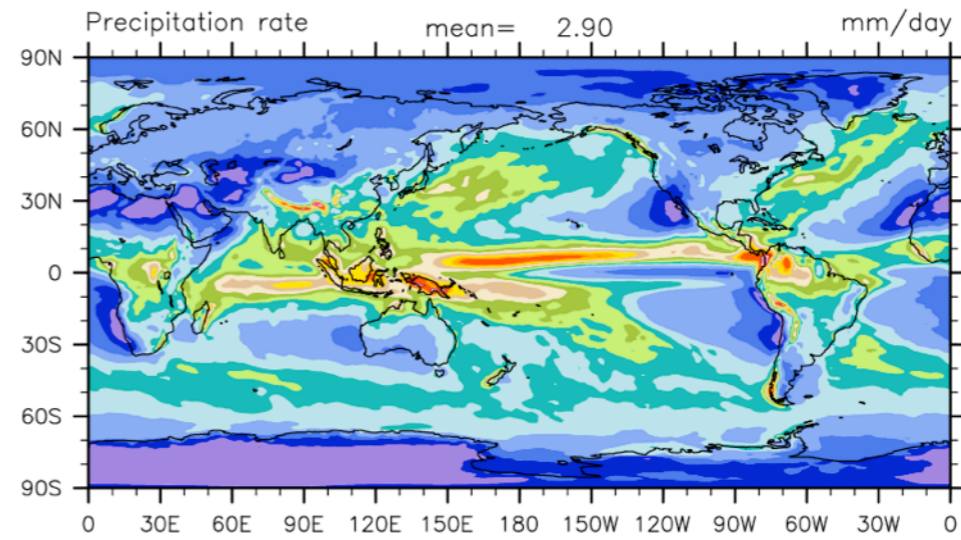 Precipitation rate mean= 2.90 mm/day
90N
60N
30N
0
30S
60S
90S
0 30E 60E 90E 120E 150E 180 150W 120W 90W 60W 30W 0